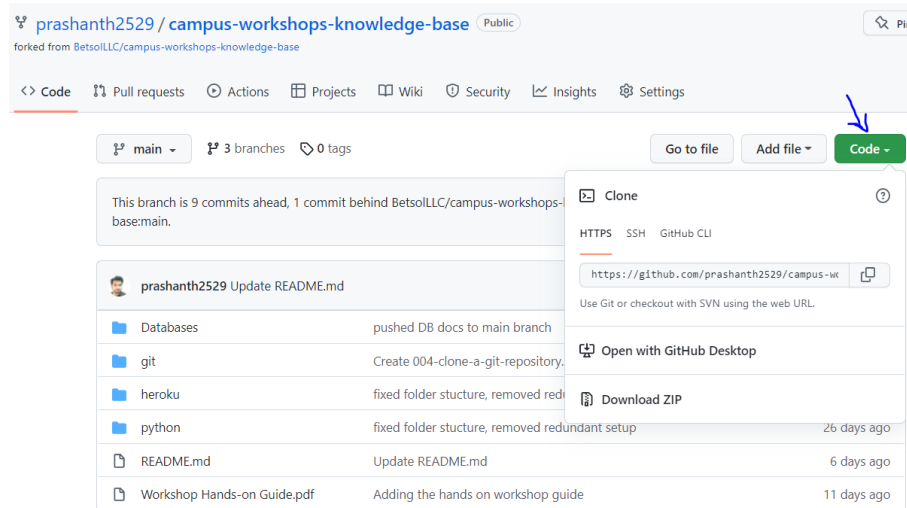 prashanth2529 / campus-workshops-knowledge-base Public
forked from BetsolLLC/campus-workshops-knowledge-base
Code Pull requests Actions Projects Wiki Security Insights Settings
main 3 branches 0 tags Go to file Add file Code
This branch is 9 commits ahead, 1 commit behind BetsolLLC/campus-workshops-
base:main.
Clone
HTTPS SSH GitHub CLI
https://github.com/prashanth2529/campus-wo
Use Git or checkout with SVN using the web URL.
Open with GitHub Desktop
Download ZIP
prashanth2529 Update README.md
Databases pushed DB docs to main branch
git Create 004-clone-a-git-repository.
heroku fixed folder stucture, removed redu
python fixed folder stucture, removed redundant setup 26 days ago
README.md Update README.md 6 days ago
Workshop Hands-on Guide.pdf Adding the hands on workshop guide 11 days ago